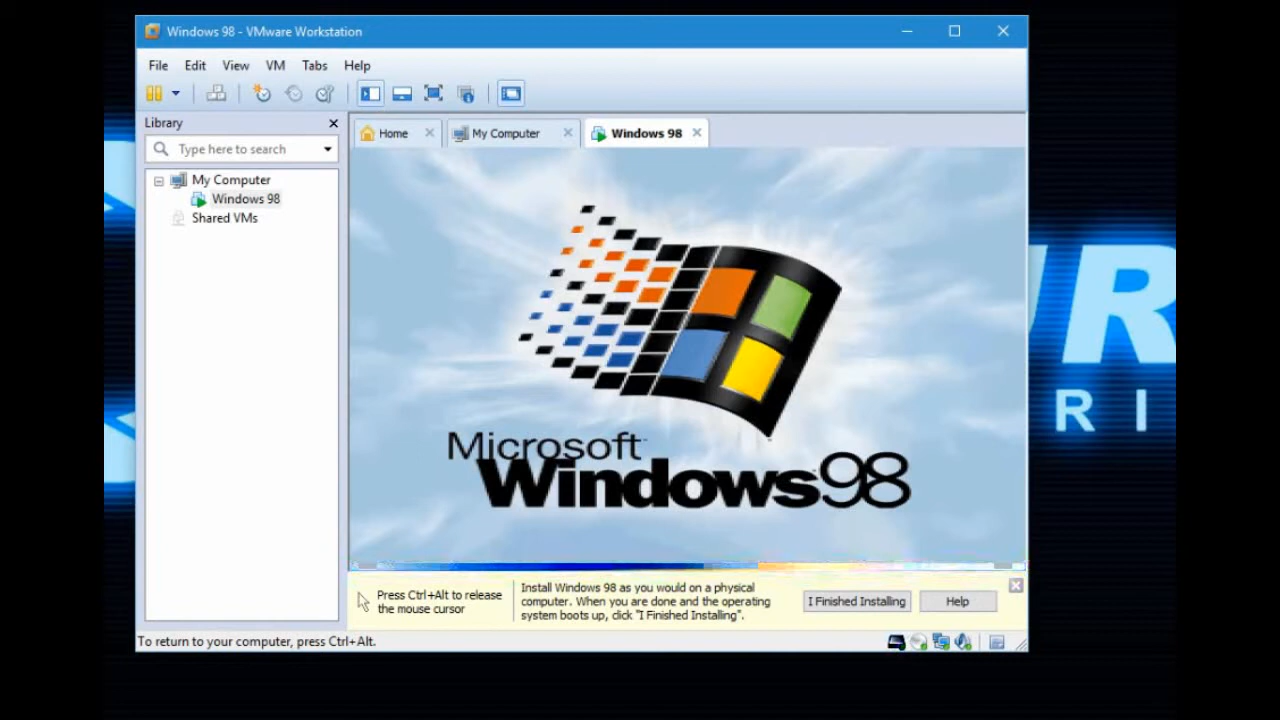 Windows 98 - VMware Workstation
File Edit View VM Tabs Help
Library
Home
My Computer
Windows 98
Type here to search
My Computer
Windows 98
Shared VMs
Microsoft
Windows 98
Press Ctrl+Alt to release
the mouse cursor
Install Windows 98 as you would on a physical
computer. When you are done and the operating
system boots up, click "I Finished Installing".
I Finished Installing
Help
To return to your computer, press Ctrl+Alt.
UR
R I